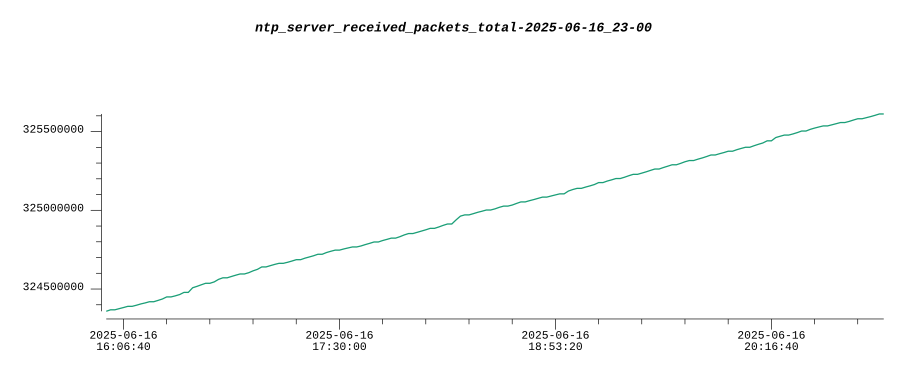 ntp_server_received_packets_total-2025-06-16_23-00
325500000
325000000
324500000
2025-06-16 2025-06-16 2025-06-16 2025-06-16
16:06:40 17:30:00 18:53:20 20:16:40